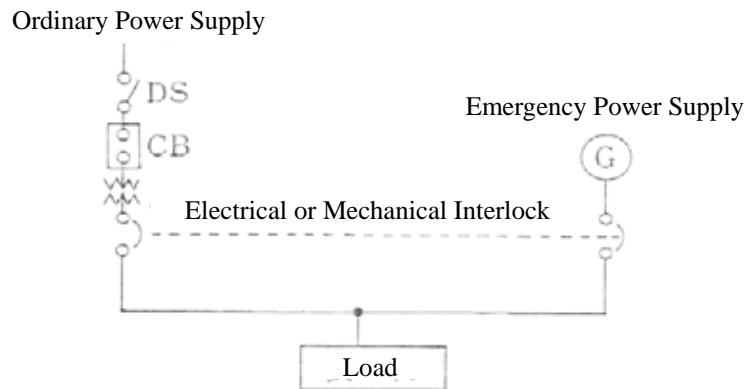 Ordinary Power Supply
DS
Emergency Power Supply
CB
G
Electrical or Mechanical Interlock
Load